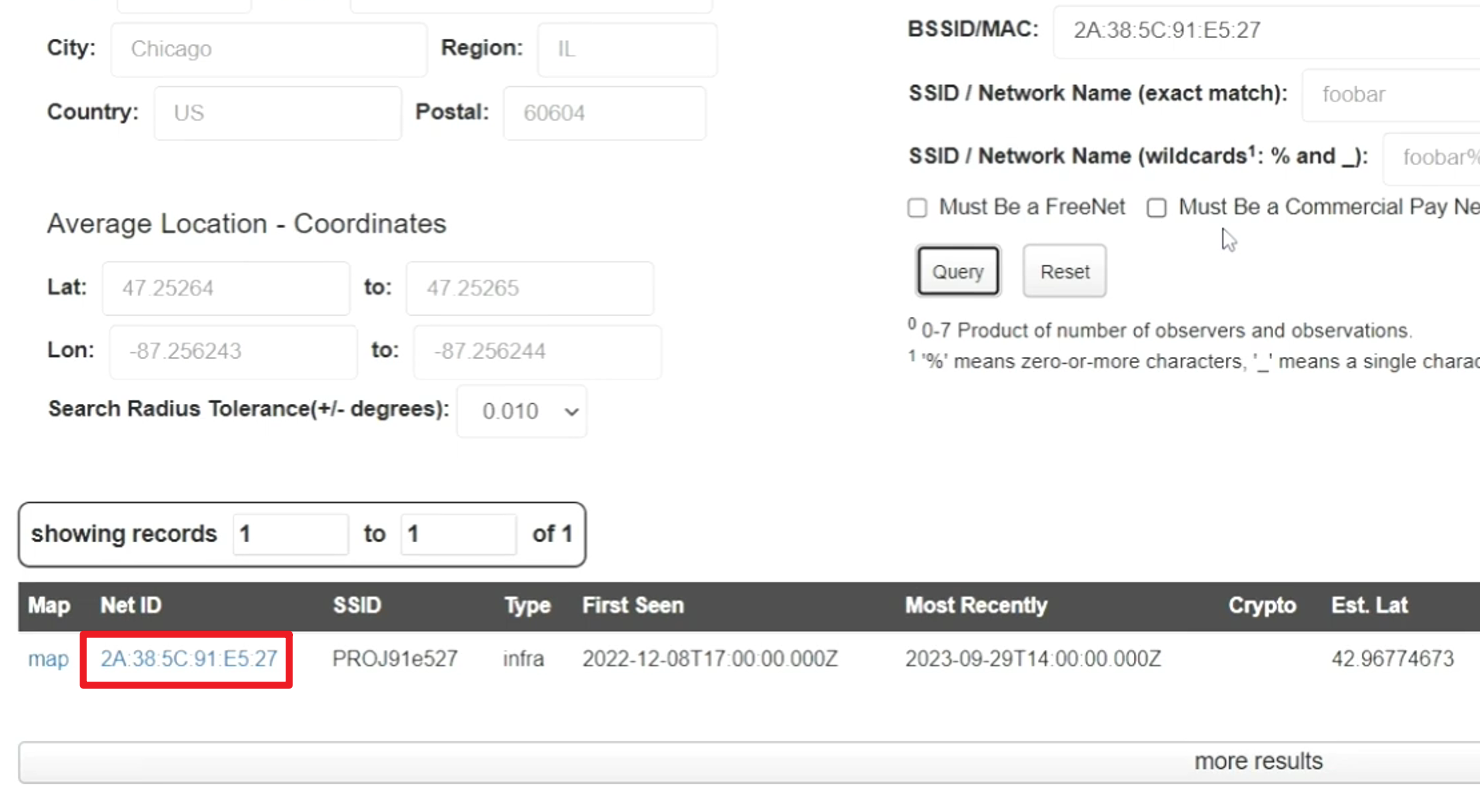 City: Chicago Region: IL
Country: US Postal: 60604
Average Location - Coordinates
Lat: 47.25264 to: 47.25265
Lon: -87.256243 to: -87.256244
Search Radius Tolerance(+/- degrees): 0.010
BSSID/MAC: 2A:38:5C:91:E5:27
SSID / Network Name (exact match): foobar
SSID / Network Name (wildcards¹: % and _): foobar%
Must Be a FreeNet Must Be a Commercial Pay Ne
Query Reset
⁰ 0-7 Product of number of observers and observations.
¹ '%' means zero-or-more characters, '_' means a single charac
showing records 1 to 1 of 1
Map Net ID SSID Type First Seen Most Recently Crypto Est. Lat
map 2A:38:5C:91:E5:27 PROJ91e527 infra 2022-12-08T17:00:00.000Z 2023-09-29T14:00:00.000Z 42.96774673
more results